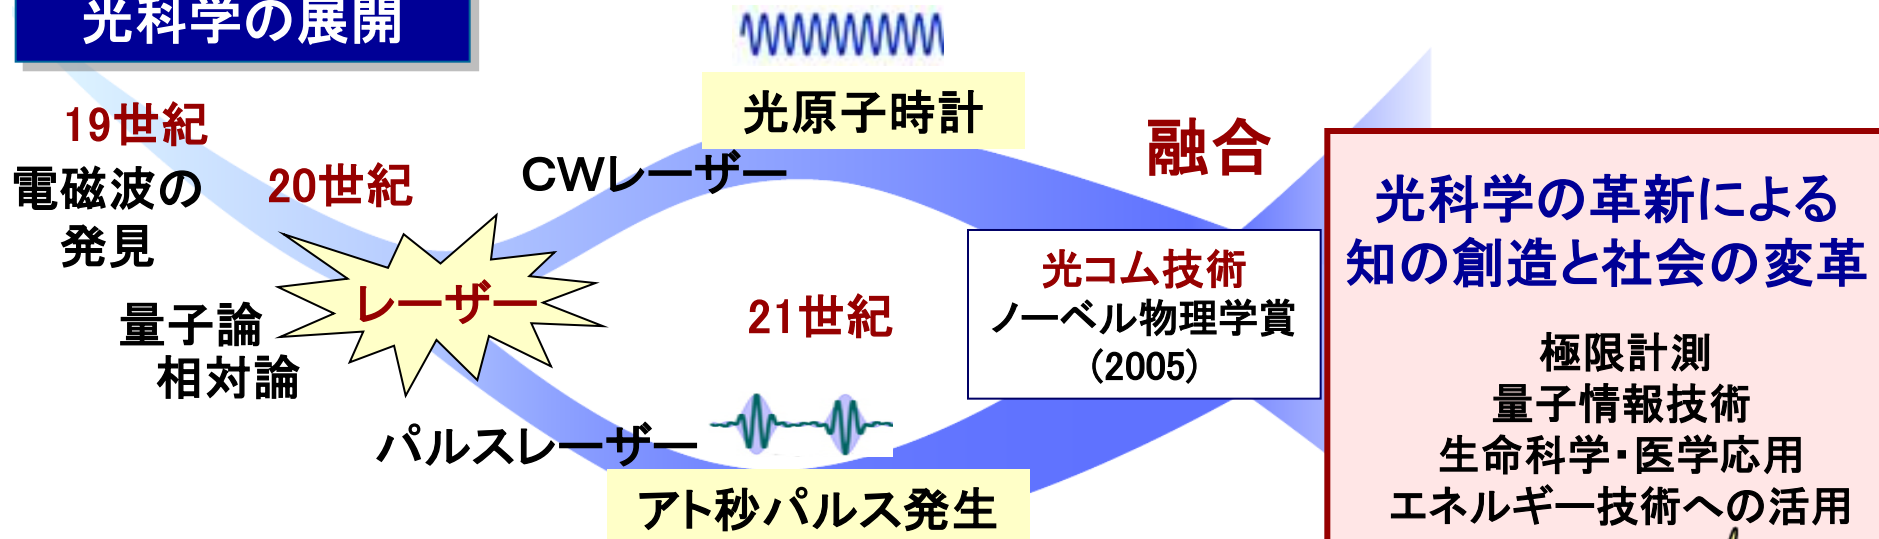 光科学の展開
19世紀
電磁波の
発見
20世紀
量子論
相対論
レーザー
CWレーザー
光原子時計
パルスレーザー
アト秒パルス発生
21世紀
融合
光コム技術
ノーベル物理学賞
(2005)
光科学の革新による
知の創造と社会の変革
極限計測
量子情報技術
生命科学・医学応用
エネルギー技術への活用